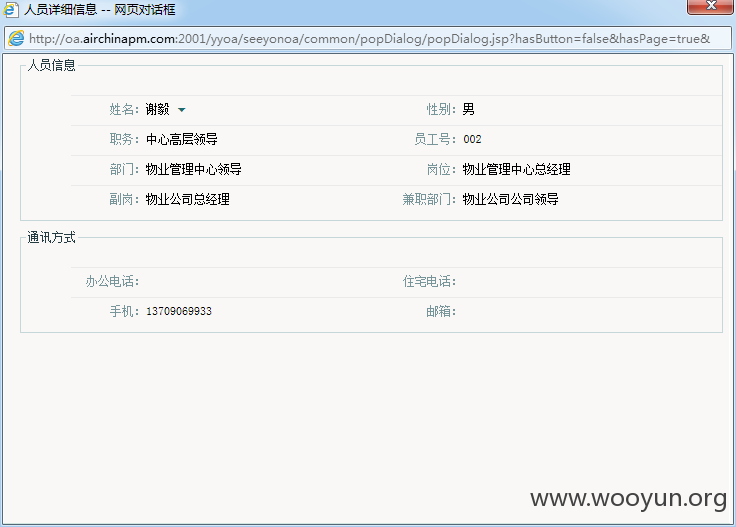 人员详细信息 -- 网页对话框
http://oa.airchinapm.com:2001/yyoa/seeyonoa/common/popDialog/popDialog.jsp?hasButton=false&hasPage=true&
人员信息
姓名: 谢毅 性别: 男
职务: 中心高层领导 员工号: 002
部门: 物业管理中心领导 岗位: 物业管理中心总经理
副岗: 物业公司总经理 兼职部门: 物业公司公司领导
通讯方式
办公电话: 住宅电话:
手机: 13709069933 邮箱:
www.wooyun.org